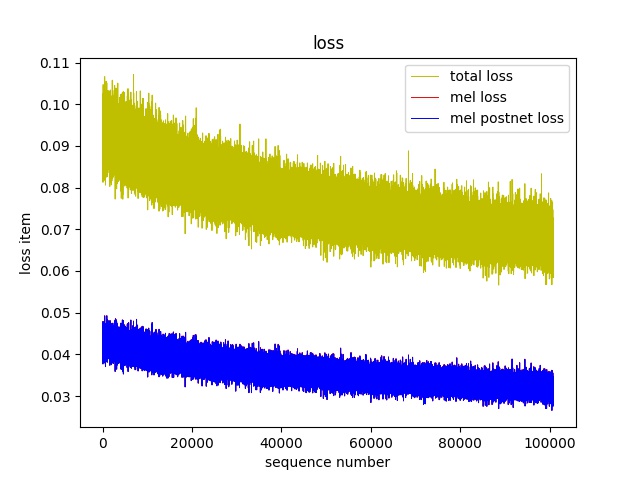 loss
0.11
0.10
0.09
0.08
0.07
0.06
0.05
0.04
0.03
loss item
total loss
mel loss
mel postnet loss
0 20000 40000 60000 80000 100000
sequence number